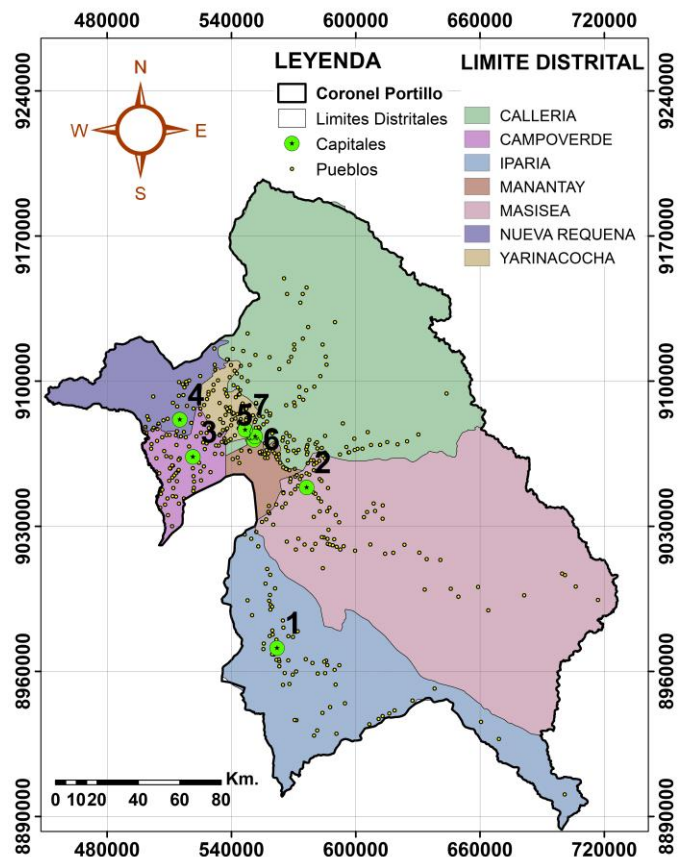 480000 540000 600000 660000 720000
LEYENDA
Coronel Portillo
Limites Distritales
Capitales
Pueblos
LIMITE DISTRITAL
CALLERIA
CAMPOVERDE
IPARIA
MANANTAY
MASISEA
NUEVA REQUENA
YARINACOCHA
N
W E
S
9240000 9240000
9170000 9170000
9100000 9100000
9030000 9030000
8960000 8960000
8890000 8890000
4
7
5
3
6
2
1
Km.
0 10 20 40 60 80
480000 540000 600000 660000 720000